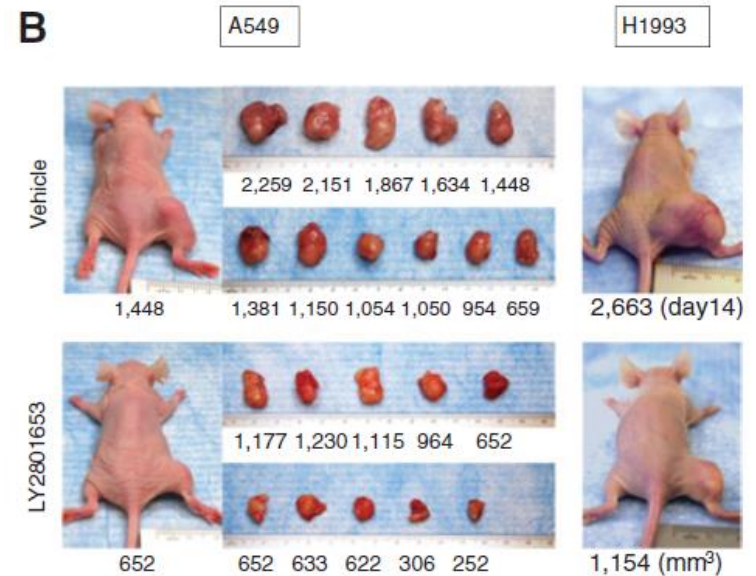 B
A549
H1993
Vehicle
2,259 2,151 1,867 1,634 1,448
1,381 1,150 1,054 1,050 954 659
1,448
2,663 (day14)
LY2801653
1,177 1,230 1,115 964 652
652 633 622 306 252
652
1,154 (mm³)